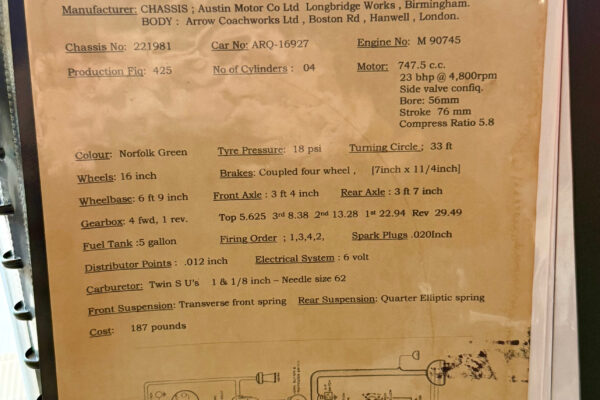 Manufacturer: CHASSIS ; Austin Motor Co Ltd Longbridge Works , Birmingham.
BODY : Arrow Coachworks Ltd , Boston Rd , Hanwell , London.
Chassis No: 221981 Car No: ARQ-16927 Engine No: M 90745
Production Fig: 425 No of Cylinders : 04 Motor: 747.5 c.c.
23 bhp @ 4,800rpm
Side valve config.
Bore: 56mm
Stroke 76 mm
Compress Ratio 5.8
Colour: Norfolk Green Tyre Pressure: 18 psi Turning Circle ; 33 ft
Wheels: 16 inch Brakes: Coupled four wheel , [7inch x 11/4inch]
Wheelbase: 6 ft 9 inch Front Axle : 3 ft 4 inch Rear Axle : 3 ft 7 inch
Gearbox: 4 fwd, 1 rev. Top 5.625 3rd 8.38 2nd 13.28 1st 22.94 Rev 29.49
Fuel Tank :5 gallon Firing Order ; 1,3,4,2, Spark Plugs .020Inch
Distributor Points : .012 inch Electrical System : 6 volt
Carburetor: Twin S U's 1 & 1/8 inch – Needle size 62
Front Suspension: Transverse front spring Rear Suspension: Quarter Elliptic spring
Cost: 187 pounds